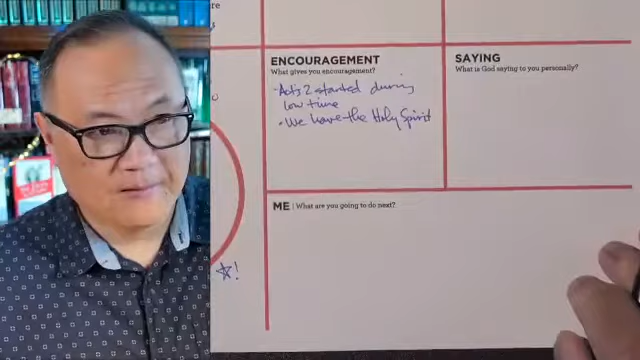 re
s
ENCOURAGEMENT
What gives you encouragement?
• Acts 2 started during
low time
• We have the Holy Spirit
SAYING
What is God saying to you personally?
ME | What are you going to do next?
!